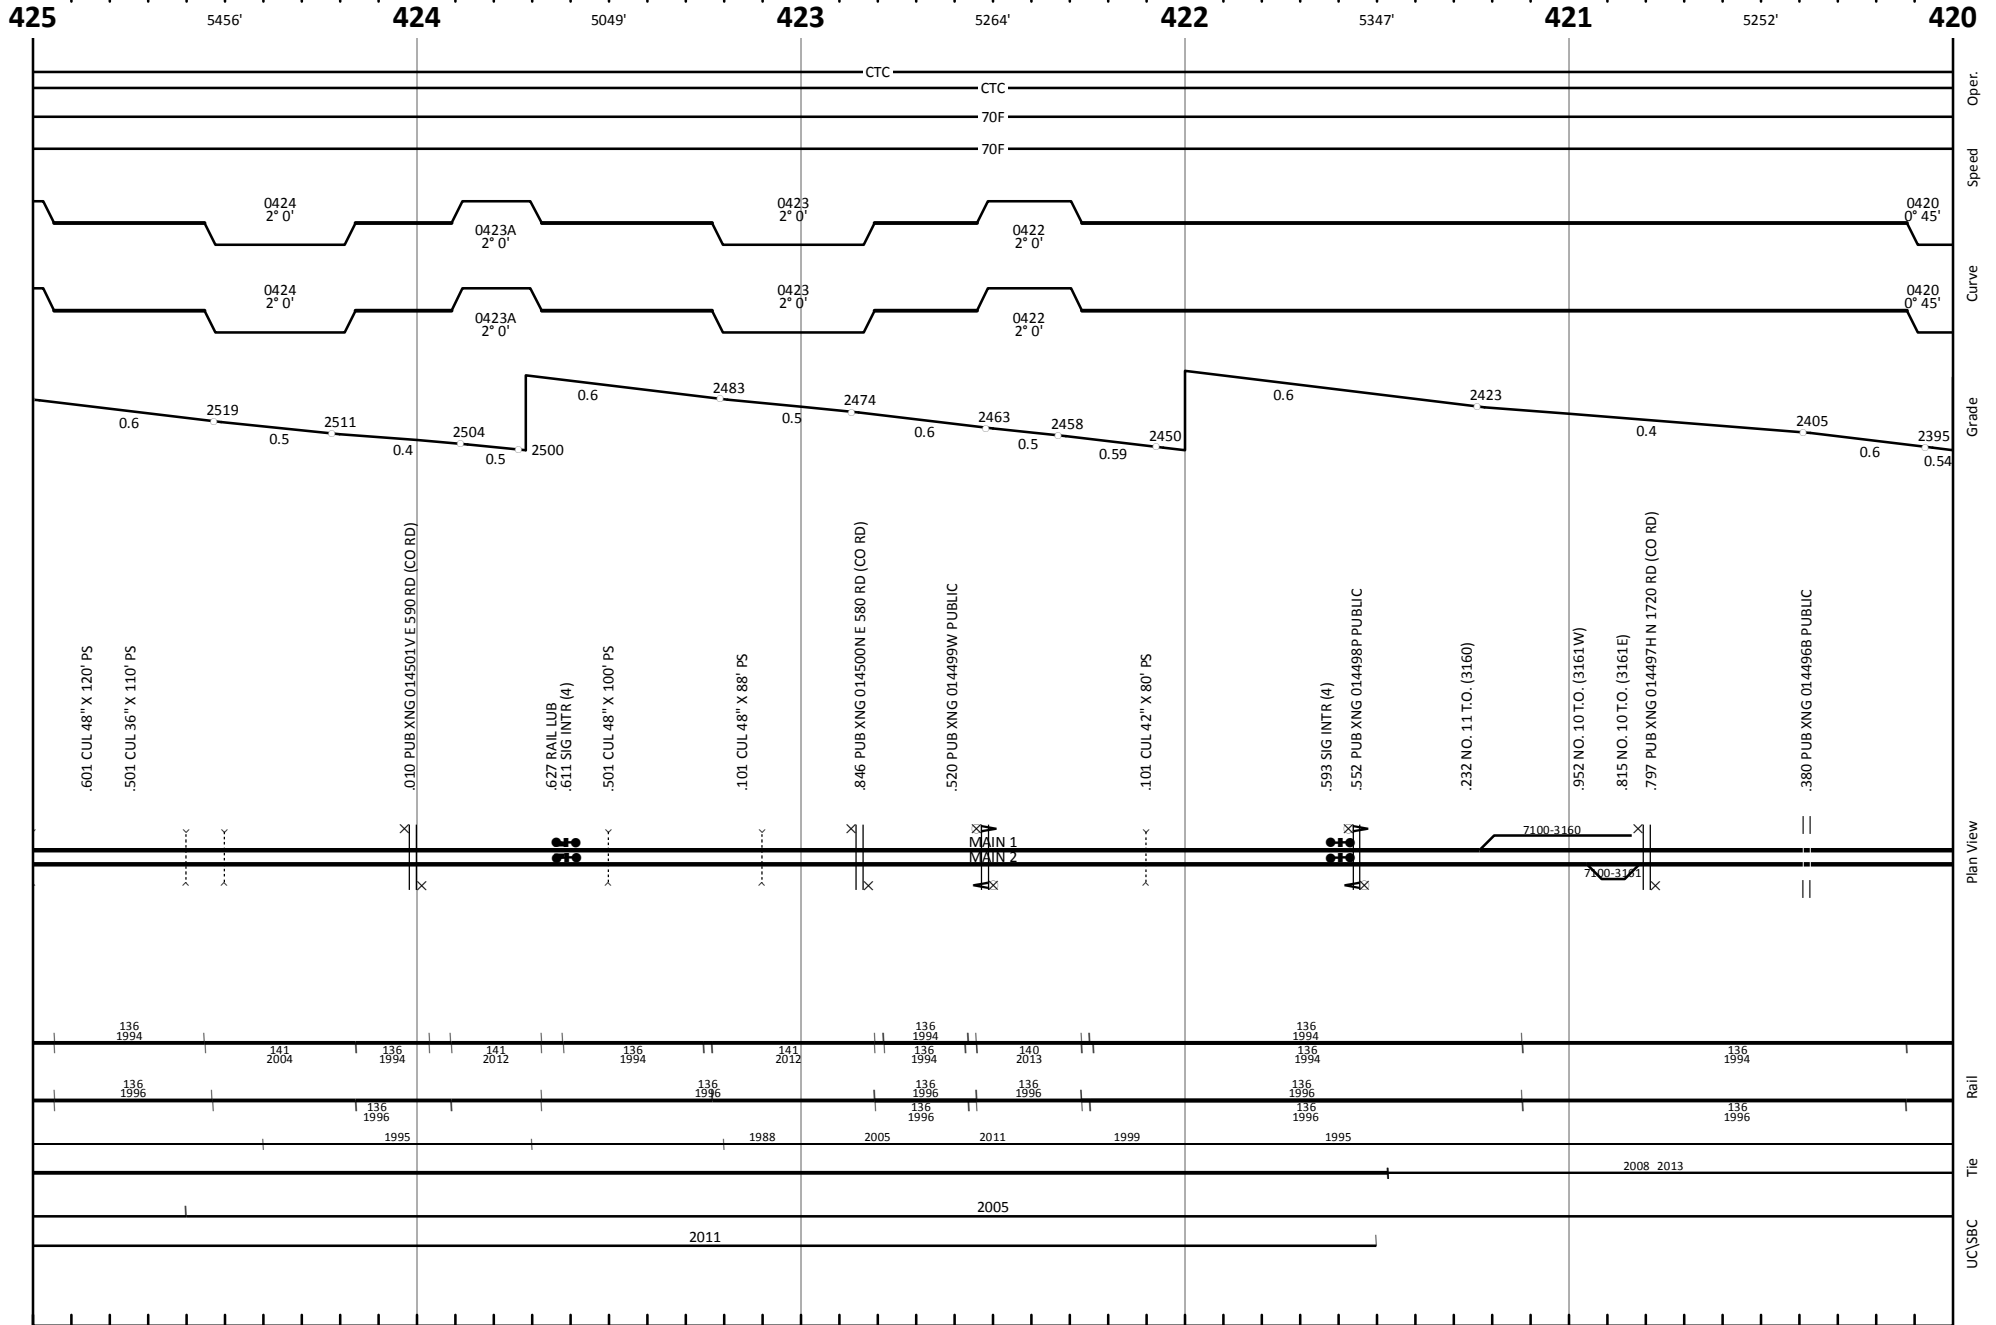 425 5456' 424 5049' 423 5264' 422 5347' 421 5252' 420
CTC
CTC
Oper.
70F
70F
Speed
0424
2° 0'
0423A
2° 0'
0423
2° 0'
0422
2° 0'
0420
0° 45'
0424
2° 0'
0423A
2° 0'
0423
2° 0'
0422
2° 0'
0420
0° 45'
Curve
0.6
2519
0.5
2511
0.4
2504
0.5
2500
0.6
2483
0.5
2474
0.6
2463
0.5
2458
0.59
2450
0.6
2423
0.4
2405
0.6
2395
0.54
Grade
.601 CUL 48" X 120' PS
.501 CUL 36" X 110' PS
.010 PUB XNG 014501V E 590 RD (CO RD)
.627 RAIL LUB
.611 SIG INTR (4)
.501 CUL 48" X 100' PS
.101 CUL 48" X 88' PS
.846 PUB XNG 014500N E 580 RD (CO RD)
.520 PUB XNG 014499W PUBLIC
.101 CUL 42" X 80' PS
.593 SIG INTR (4)
.552 PUB XNG 014498P PUBLIC
.232 NO. 11 T.O. (3160)
.952 NO. 10 T.O. (3161W)
.815 NO. 10 T.O. (3161E)
.797 PUB XNG 014497H N 1720 RD (CO RD)
.380 PUB XNG 014496B PUBLIC
MAIN 1
MAIN 2
7100-3160
7100-3161
Plan View
136
1994
141
2004
136
1994
141
2012
136
1994
141
2012
136
1994
136
1994
140
2013
136
1994
136
1994
136
1994
136
1996
136
1996
136
1996
136
1996
136
1996
136
1996
136
1996
136
1996
136
1996
Rail
1995 1988 2005 2011 1999 1995
2008 2013
Tie
2005
2011
UC\SBC